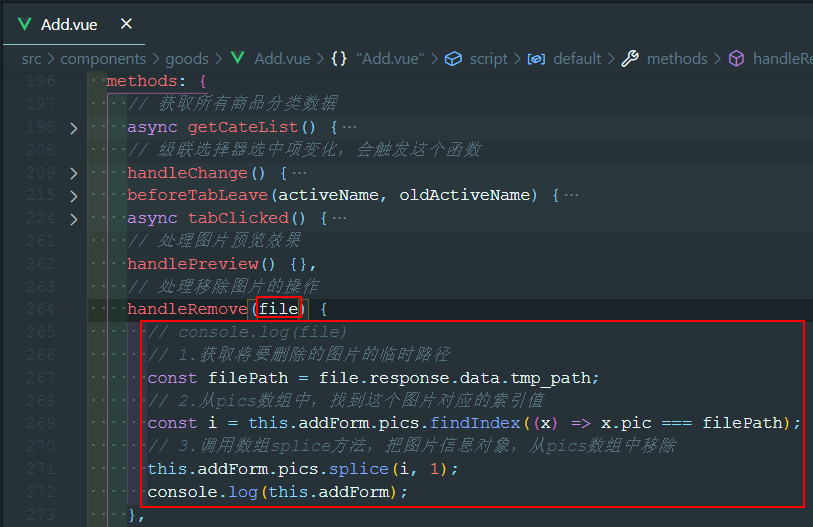 Add.vue ×
src > components > goods > Add.vue > {} "Add.vue" > script > default > methods > handleRe
196 methods: {
197 // 获取所有商品分类数据
198 > async getCateList() { ···
208 // 级联选择器选中项变化，会触发这个函数
209 > handleChange() { ···
215 > beforeTabLeave(activeName, oldActiveName) { ···
224 > async tabClicked() { ···
261 // 处理图片预览效果
262 handlePreview() {},
263 // 处理移除图片的操作
264 handleRemove(file) {
265 // console.log(file)
266 // 1.获取将要删除的图片的临时路径
267 const filePath = file.response.data.tmp_path;
268 // 2.从pics数组中，找到这个图片对应的索引值
269 const i = this.addForm.pics.findIndex((x) => x.pic === filePath);
270 // 3.调用数组splice方法，把图片信息对象，从pics数组中移除
271 this.addForm.pics.splice(i, 1);
272 console.log(this.addForm);
273 },